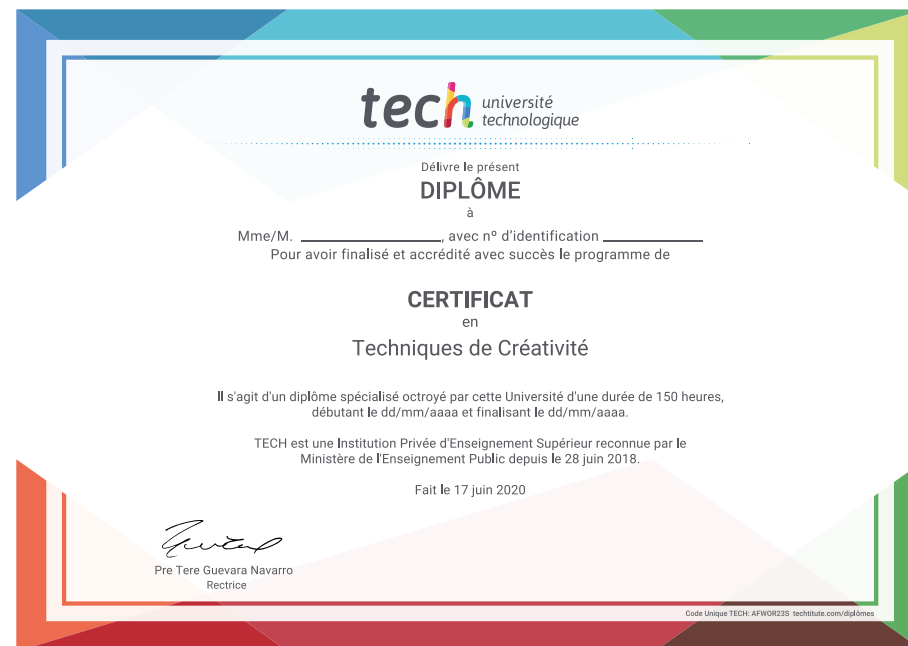 tech université
technologique
Délivre le présent
DIPLÔME
à
Mme/M. ____________________, avec nº d'identification ______________
Pour avoir finalisé et accrédité avec succès le programme de
CERTIFICAT
en
Techniques de Créativité
Il s'agit d'un diplôme spécialisé octroyé par cette Université d'une durée de 150 heures,
débutant le dd/mm/aaaa et finalisant le dd/mm/aaaa.
TECH est une Institution Privée d'Enseignement Supérieur reconnue par le
Ministère de l'Enseignement Public depuis le 28 juin 2018.
Fait le 17 juin 2020
Pre Tere Guevara Navarro
Rectrice
Code Unique TECH: AFWOR23S techtitute.com/diplômes